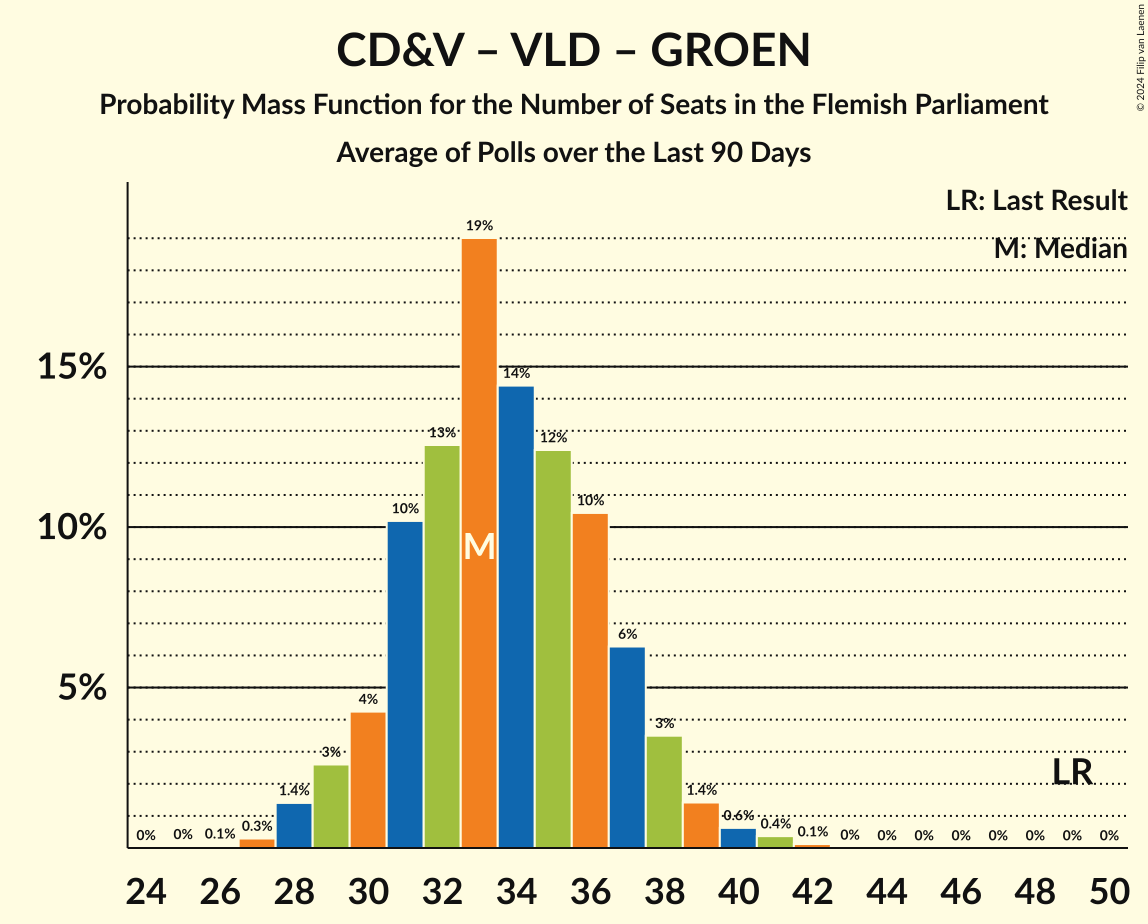 CD&V – VLD – GROEN
Probability Mass Function for the Number of Seats in the Flemish Parliament
Average of Polls over the Last 90 Days
© 2024 Filip van Laenen
LR: Last Result
M: Median
15%
10%
5%
0% 0% 0.1% 0.3% 1.4% 3% 4% 10% 13% 19% 14% 12% 10% 6% 3% 1.4% 0.6% 0.4% 0.1% 0% 0% 0% 0% 0% 0% 0% 0%
M
LR
24 26 28 30 32 34 36 38 40 42 44 46 48 50